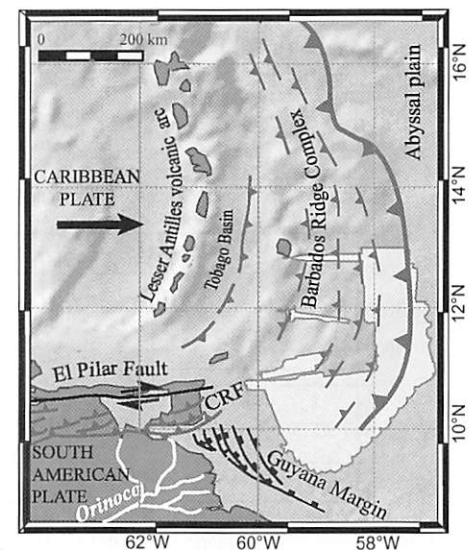 0 200 km
16°N
Abyssal plain
Lesser Antilles volcanic arc
Barbados Ridge Complex
CARIBBEAN
PLATE
14°N
Tobago Basin
12°N
El Pilar Fault
CRF
10°N
SOUTH
AMERICAN
PLATE
Orinoco
Guyana Margin
62°W 60°W 58°W